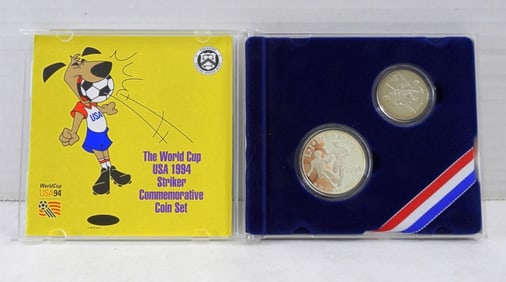 USA
The World Cup
USA 1994
Striker
Commemorative
Coin Set
WorldCup
USA94